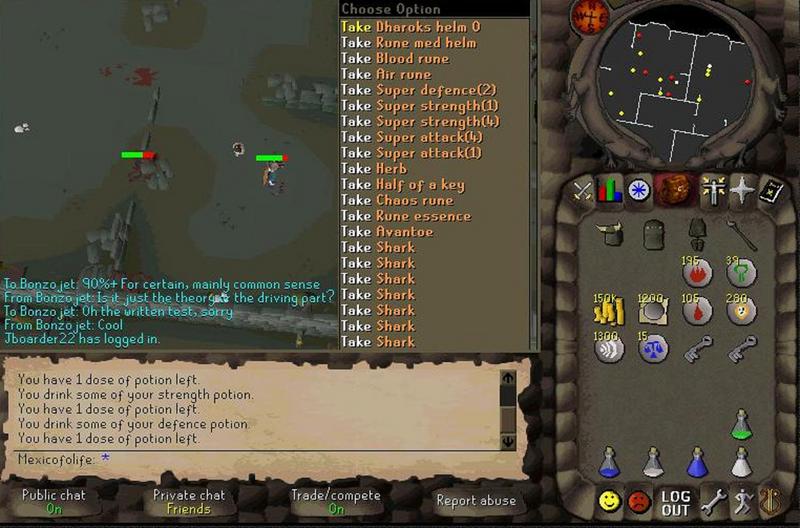 Choose Option
Take Dharoks helm 0
Take Rune med helm
Take Blood rune
Take Air rune
Take Super defence(2)
Take Super strength(1)
Take Super strength(4)
Take Super attack(4)
Take Super attack(1)
Take Herb
Take Half of a key
Take Chaos rune
Take Rune essence
Take Avantoe
Take Shark
Take Shark
Take Shark
Take Shark
Take Shark
Take Shark
Take Shark
To Bonzo jet: 90%+ For certain, mainly common sense
From Bonzo jet: Is it just the theory the driving part?
To Bonzo jet: Oh the written test, sorry
From Bonzo jet: Cool
Jboarder22 has logged in.
You have 1 dose of potion left.
You drink some of your strength potion.
You have 1 dose of potion left.
You drink some of your defence potion.
You have 1 dose of potion left.
Mexicofolife: *
Public chat
On
Private chat
Friends
Trade/compete
On
Report abuse
195 39
150K 1200 105 280
1300 15
LOG OUT